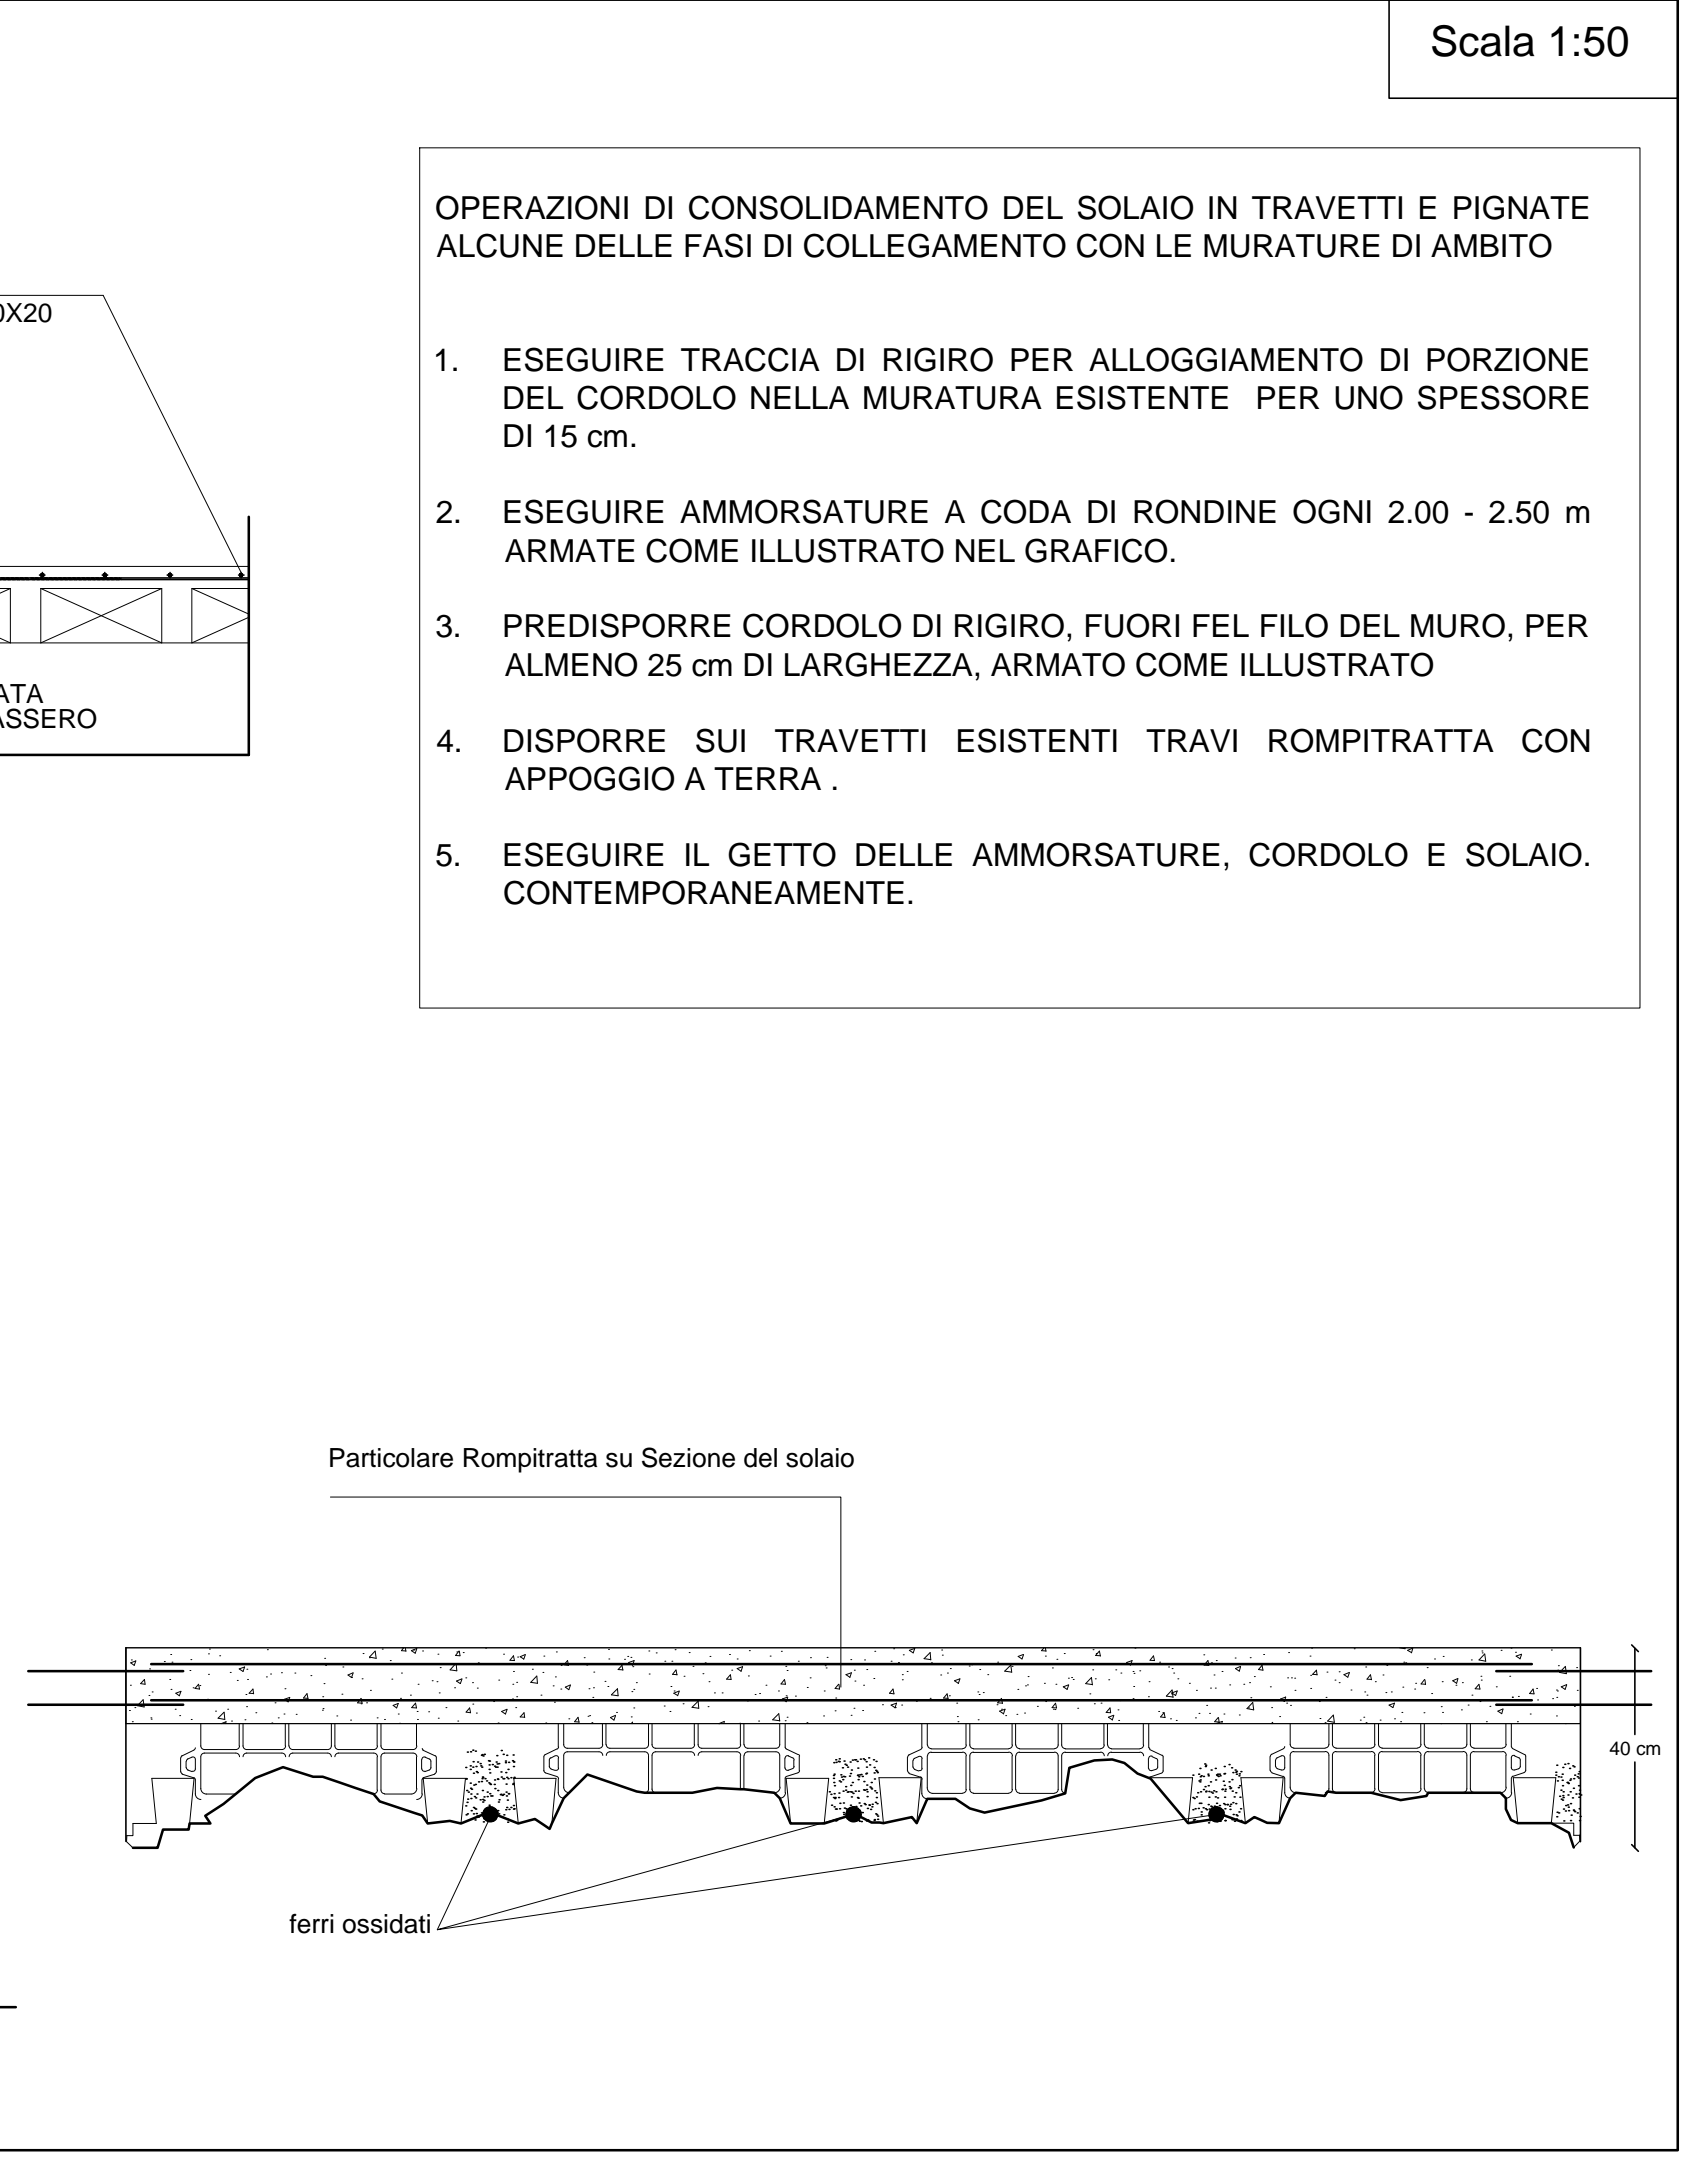 Scala 1:50
OPERAZIONI DI CONSOLIDAMENTO DEL SOLAIO IN TRAVETTI E PIGNATE
ALCUNE DELLE FASI DI COLLEGAMENTO CON LE MURATURE DI AMBITO
0X20
1. ESEGUIRE TRACCIA DI RIGIRO PER ALLOGGIAMENTO DI PORZIONE
DEL CORDOLO NELLA MURATURA ESISTENTE PER UNO SPESSORE
DI 15 cm.
2. ESEGUIRE AMMORSATURE A CODA DI RONDINE OGNI 2.00 - 2.50 m
ARMATE COME ILLUSTRATO NEL GRAFICO.
3. PREDISPORRE CORDOLO DI RIGIRO, FUORI FEL FILO DEL MURO, PER
ALMENO 25 cm DI LARGHEZZA, ARMATO COME ILLUSTRATO
4. DISPORRE SUI TRAVETTI ESISTENTI TRAVI ROMPITRATTA CON
APPOGGIO A TERRA .
5. ESEGUIRE IL GETTO DELLE AMMORSATURE, CORDOLO E SOLAIO.
CONTEMPORANEAMENTE.
ATA
ASSERO
Particolare Rompitratta su Sezione del solaio
40 cm
ferri ossidati